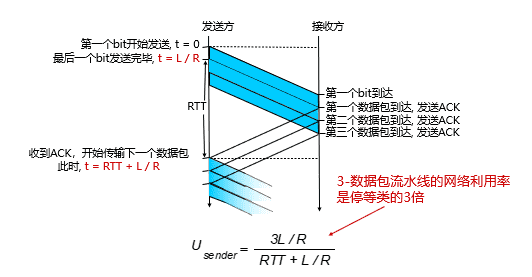 发送方
接收方
第一个bit开始发送, t = 0
最后一个bit发送完毕, t = L / R
RTT
第一个bit到达
第一个数据包到达, 发送ACK
第二个数据包到达, 发送ACK
第三个数据包到达, 发送ACK
收到ACK，开始传输下一个数据包
此时, t = RTT + L / R
3-数据包流水线的网络利用率
是停等类的3倍
U sender = 3L / R
RTT + L / R